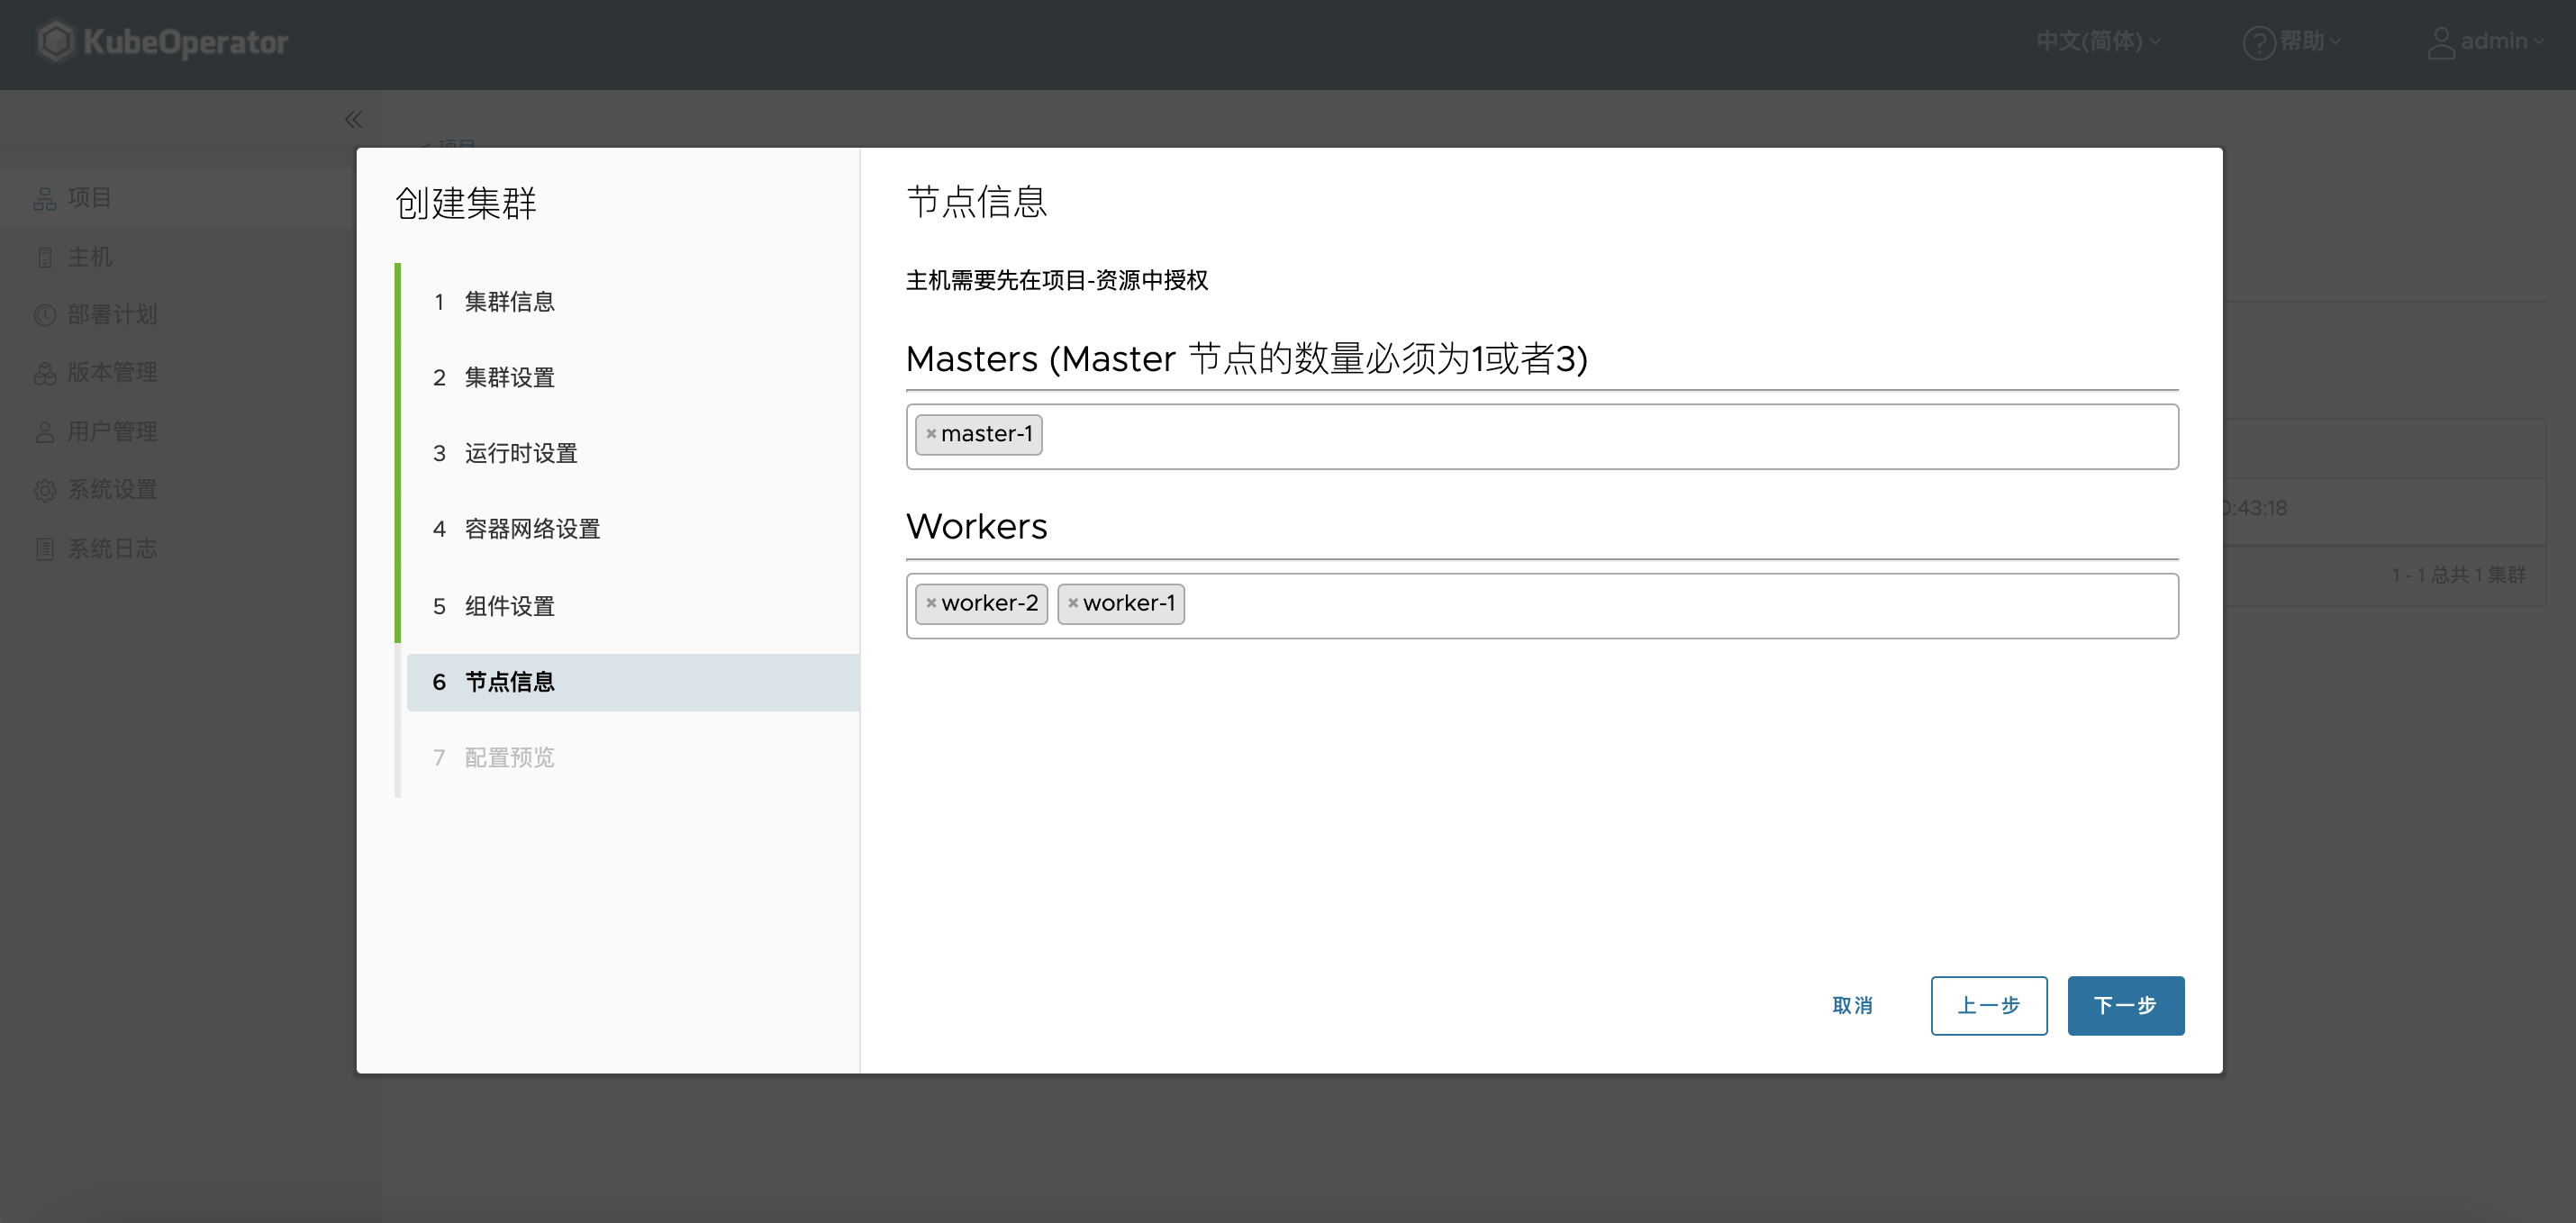 KubeOperator
中文(简体)
帮助
admin
项目
主机
部署计划
版本管理
用户管理
系统设置
系统日志
创建集群
1 集群信息
2 集群设置
3 运行时设置
4 容器网络设置
5 组件设置
6 节点信息
7 配置预览
节点信息
主机需要先在项目-资源中授权
Masters (Master 节点的数量必须为1或者3)
× master-1
Workers
× worker-2 × worker-1
取消
上一步
下一步
:43:18
1 - 1 总共 1 集群